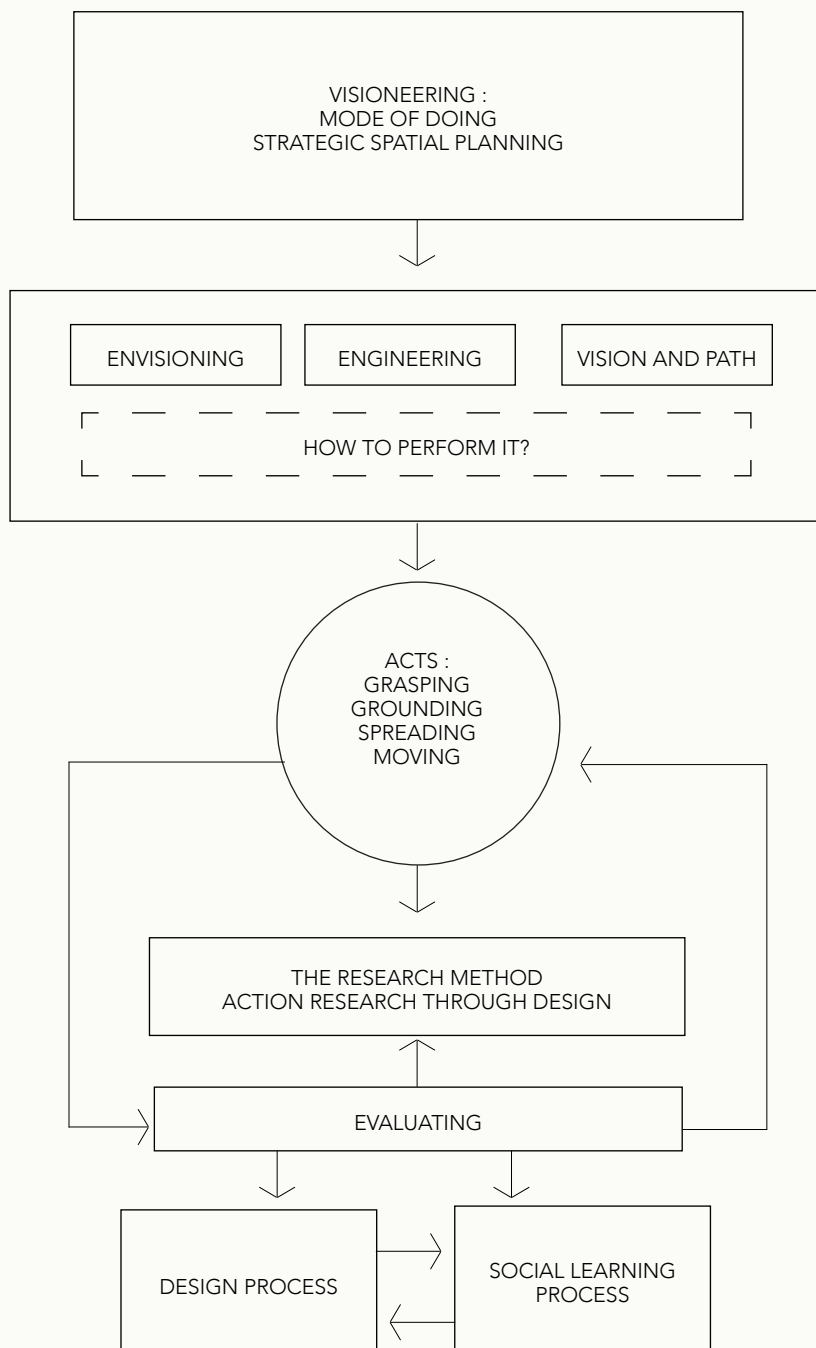 VISIONEERING :
MODE OF DOING
STRATEGIC SPATIAL PLANNING
ENVISIONING
ENGINEERING
VISION AND PATH
HOW TO PERFORM IT?
ACTS :
GRASPING
GROUNDING
SPREADING
MOVING
THE RESEARCH METHOD
ACTION RESEARCH THROUGH DESIGN
EVALUATING
DESIGN PROCESS
SOCIAL LEARNING
PROCESS